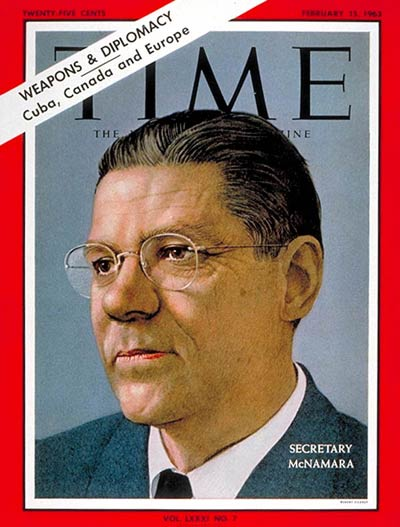 TWENTY-FIVE CENTS
FEBRUARY 15, 1963
WEAPONS & DIPLOMACY
Cuba, Canada and Europe
TIME
THE
SECRETARY
McNAMARA
VOL. LXXXI NO. 7